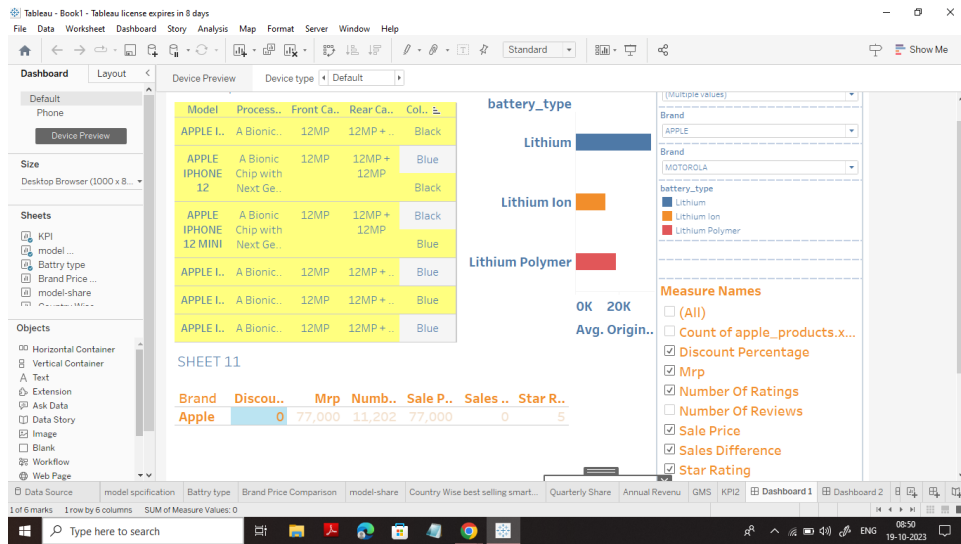 Tableau - Book1 - Tableau license expires in 8 days
File Data Worksheet Dashboard Story Analysis Map Format Server Window Help
Standard
Show Me
Dashboard Layout
Device Preview Device type Default
Default
Phone
Device Preview
Size
Desktop Browser (1000 x 8...
Sheets
KPI
model ...
Battry type
Brand Price ...
model-share
Objects
Horizontal Container
Vertical Container
A Text
Extension
Ask Data
Data Story
Image
Blank
Workflow
Web Page
Model Process.. Front Ca.. Rear Ca.. Col..
APPLE I.. A Bionic.. 12MP 12MP + .. Black
APPLE IPHONE 12 A Bionic Chip with Next Ge.. 12MP 12MP + 12MP Blue
Black
APPLE IPHONE 12 MINI A Bionic Chip with Next Ge.. 12MP 12MP + 12MP Black
Blue
APPLE I.. A Bionic.. 12MP 12MP + .. Blue
APPLE I.. A Bionic.. 12MP 12MP + .. Blue
APPLE I.. A Bionic.. 12MP 12MP + .. Blue
SHEET 11
Brand Discou.. Mrp Numb.. Sale P.. Sales .. Star R..
Apple 0 77,000 11,202 77,000 0 5
battery_type
Lithium
Lithium Ion
Lithium Polymer
0K 20K
Avg. Origin..
(Multiple values)
Brand
APPLE
Brand
MOTOROLA
battery_type
Lithium
Lithium Ion
Lithium Polymer
Measure Names
(All)
Count of apple_products.x...
Discount Percentage
Mrp
Number Of Ratings
Number Of Reviews
Sale Price
Sales Difference
Star Rating
Data Source model spcification Battry type Brand Price Comparison model-share Country Wise best selling smart... Quarterly Share Annual Revenu GMS KPI2 Dashboard 1 Dashboard 2
1 of 6 marks 1 row by 6 columns SUM of Measure Values: 0
Type here to search
ENG
08:50
19-10-2023